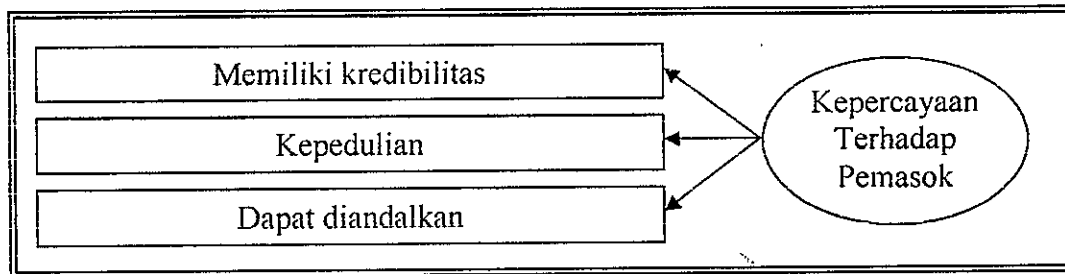 Memiliki kredibilitas
Kepedulian
Dapat diandalkan
Kepercayaan
Terhadap
Pemasok